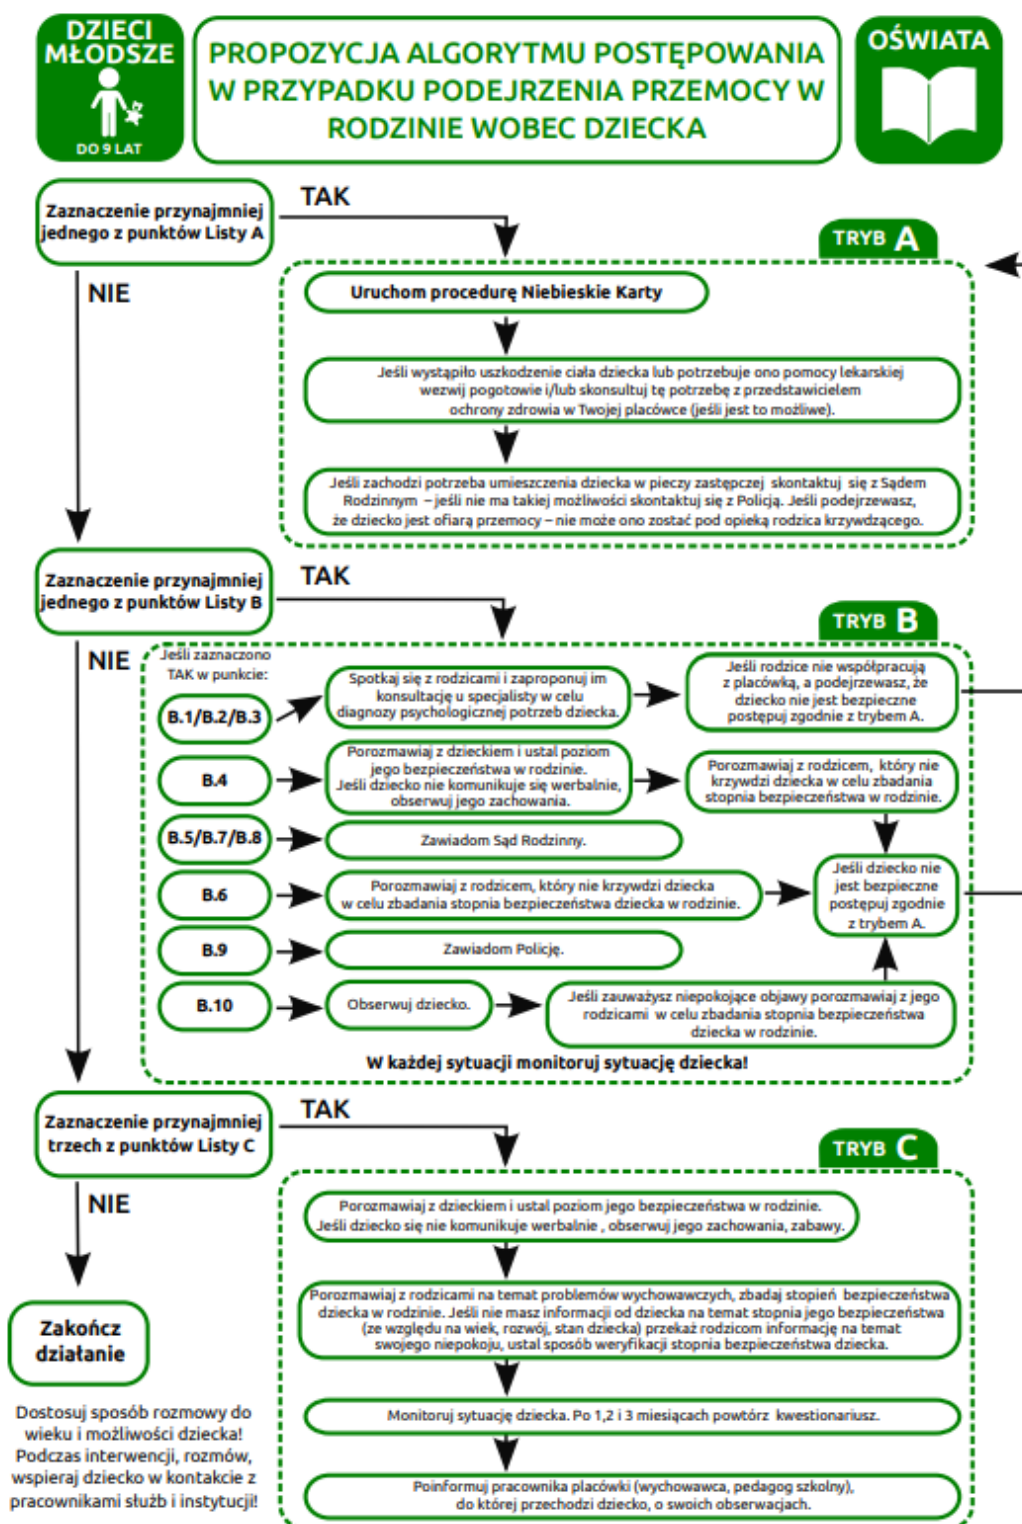 DZIECI
MŁODSZE
DO 9 LAT
PROPOZYCJA ALGORYTMU POSTĘPOWANIA
W PRZYPADKU PODEJRZENIA PRZEMOCY W
RODZINIE WOBEC DZIECKA
OŚWIATA
Zaznaczenie przynajmniej
jednego z punktów Listy A
TAK
NIE
TRYB A
Uruchom procedurę Niebieskie Karty
Jeśli wystąpiło uszkodzenie ciała dziecka lub potrzebuje ono pomocy lekarskiej
wezwij pogotowie i/lub skonsultuj tę potrzebę z przedstawicielem
ochrony zdrowia w Twojej placówce (jeśli jest to możliwe).
Jeśli zachodzi potrzeba umieszczenia dziecka w pieczy zastępczej skontaktuj się z Sądem
Rodzinnym – jeśli nie ma takiej możliwości skontaktuj się z Policją. Jeśli podejrzewasz,
że dziecko jest ofiarą przemocy – nie może ono zostać pod opieką rodzica krzywdzącego.
Zaznaczenie przynajmniej
jednego z punktów Listy B
TAK
NIE
TRYB B
Jeśli zaznaczono
TAK w punkcie:
B.1/B.2/B.3
Spotkaj się z rodzicami i zaproponuj im
konsultację u specjalisty w celu
diagnozy psychologicznej potrzeb dziecka.
Jeśli rodzice nie współpracują
z placówką, a podejrzewasz, że
dziecko nie jest bezpieczne
postępuj zgodnie z trybem A.
B.4
Porozmawiaj z dzieckiem i ustal poziom
jego bezpieczeństwa w rodzinie.
Jeśli dziecko nie komunikuje się werbalnie,
obserwuj jego zachowania.
Porozmawiaj z rodzicem, który nie
krzywdzi dziecka w celu zbadania
stopnia bezpieczeństwa w rodzinie.
B.5/B.7/B.8
Zawiadom Sąd Rodzinny.
B.6
Porozmawiaj z rodzicem, który nie krzywdzi dziecka
w celu zbadania stopnia bezpieczeństwa dziecka w rodzinie.
Jeśli dziecko nie
jest bezpieczne
postępuj zgodnie
z trybem A.
B.9
Zawiadom Policję.
B.10
Obserwuj dziecko.
Jeśli zauważysz niepokojące objawy porozmawiaj z jego
rodzicami w celu zbadania stopnia bezpieczeństwa
dziecka w rodzinie.
W każdej sytuacji monitoruj sytuację dziecka!
Zaznaczenie przynajmniej
trzech z punktów Listy C
TAK
NIE
TRYB C
Porozmawiaj z dzieckiem i ustal poziom jego bezpieczeństwa w rodzinie.
Jeśli dziecko się nie komunikuje werbalnie , obserwuj jego zachowania, zabawy.
Porozmawiaj z rodzicami na temat problemów wychowawczych, zbadaj stopień bezpieczeństwa
dziecka w rodzinie. Jeśli nie masz informacji od dziecka na temat stopnia jego bezpieczeństwa
(ze względu na wiek, rozwój, stan dziecka) przekaż rodzicom informację na temat
swojego niepokoju, ustal sposób weryfikacji stopnia bezpieczeństwa dziecka.
Monitoruj sytuację dziecka. Po 1,2 i 3 miesiącach powtórz kwestionariusz.
Poinformuj pracownika placówki (wychowawca, pedagog szkolny),
do której przechodzi dziecko, o swoich obserwacjach.
Zakończ
działanie
Dostosuj sposób rozmowy do
wieku i możliwości dziecka!
Podczas interwencji, rozmów,
wspieraj dziecko w kontakcie z
pracownikami służb i instytucji!